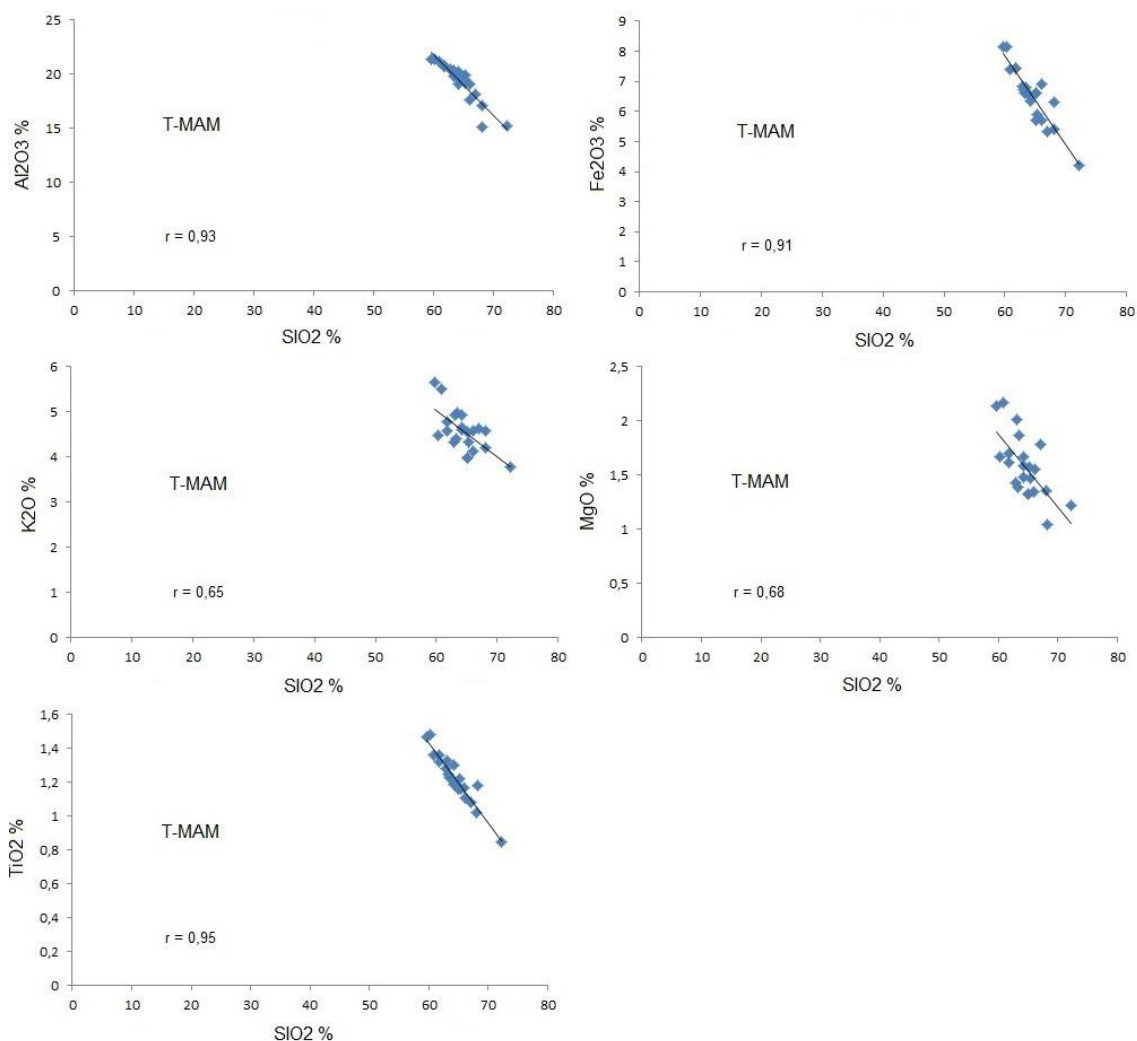 25
20
15
10
5
0
Al2O3 %
T-MAM
r = 0,93
0 10 20 30 40 50 60 70 80
SIO2 %
9
8
7
6
5
4
3
2
1
0
Fe2O3 %
T-MAM
r = 0,91
0 10 20 30 40 50 60 70 80
SIO2 %
6
5
4
3
2
1
0
K2O %
T-MAM
r = 0,65
0 10 20 30 40 50 60 70 80
SIO2 %
2,5
2
1,5
1
0,5
0
MgO %
T-MAM
r = 0,68
0 10 20 30 40 50 60 70 80
SIO2 %
1,6
1,4
1,2
1
0,8
0,6
0,4
0,2
0
TiO2 %
T-MAM
r = 0,95
0 10 20 30 40 50 60 70 80
SIO2 %